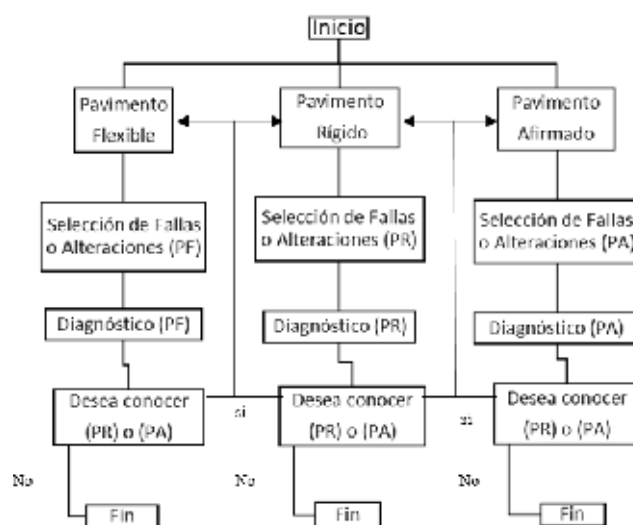 Inicio
Pavimento
Flexible
Pavimento
Rígido
Pavimento
Afirmado
Selección de Fallas
o Alteraciones (PF)
Selección de Fallas
o Alteraciones (PR)
Selección de Fallas
o Alteraciones (PA)
Diagnóstico (PF)
Diagnóstico (PR)
Diagnóstico (PA)
Desea conocer
(PR) o (PA)
si
Desea conocer
(PR) o (PA)
si
Desea conocer
(PR) o (PA)
No
No
No
Fin
Fin
Fin